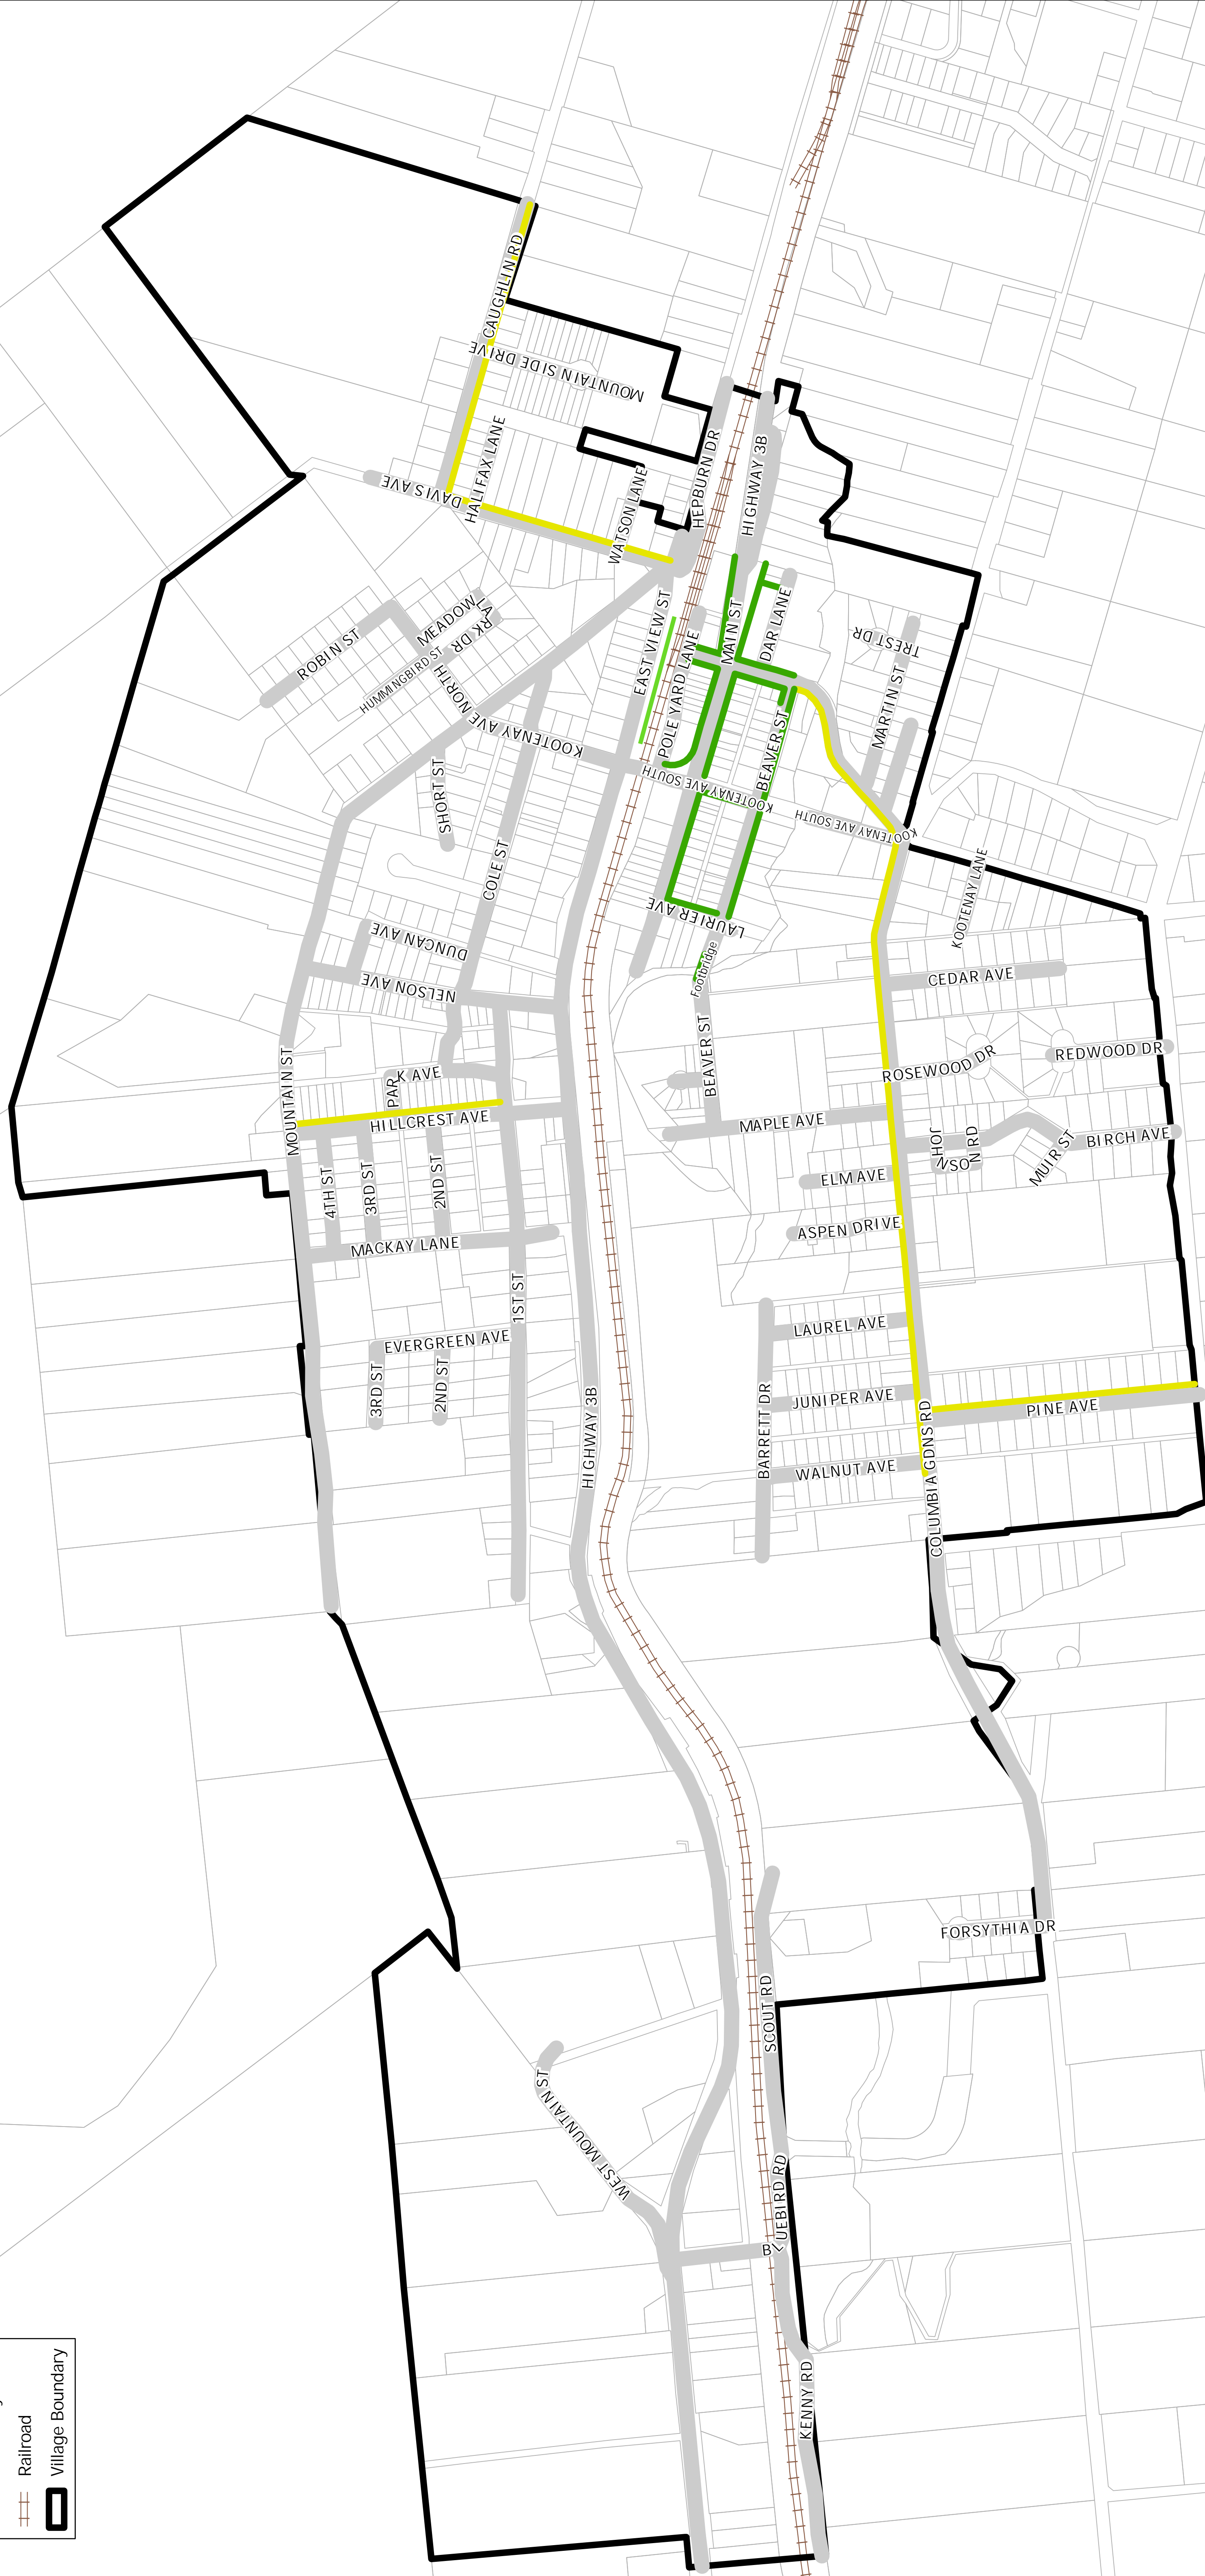 CAUGHLIN RD
MOUNTAIN SIDE DRIVE
HALIFAX LANE
DAVIS AVE
WATSON LANE
HEPBURN DR
HIGHWAY 3B
ROBIN ST
MEADOWLARK DR
HUMMINGBIRD ST
KOOTENAY AVE NORTH
EAST VIEW ST
POLE YARD LANE
MAIN ST
DAR LANE
TREST DR
MARTIN ST
BEAVER ST
KOOTENAY AVE SOUTH
KOOTENAY AVE SOUTH
KOOTENAY LANE
SHORT ST
COLE ST
DUNCAN AVE
NELSON AVE
LAURIER AVE
Footbridge
CEDAR AVE
REDWOOD DR
ROSEWOOD DR
BEAVER ST
MOUNTAIN ST
PARK AVE
HILLCREST AVE
MAPLE AVE
JOHNSON RD
MUIR ST
BIRCH AVE
4TH ST
3RD ST
2ND ST
ELM AVE
ASPEN DRIVE
MACKAY LANE
1ST ST
LAUREL AVE
EVERGREEN AVE
3RD ST
2ND ST
HIGHWAY 3B
BARRETT DR
JUNIPER AVE
PINE AVE
WALNUT AVE
COLUMBIA GDNS RD
FORSYTHIA DR
SCOUT RD
WEST MOUNTAIN ST
BLUEBIRD RD
KENNY RD
Railroad
Village Boundary